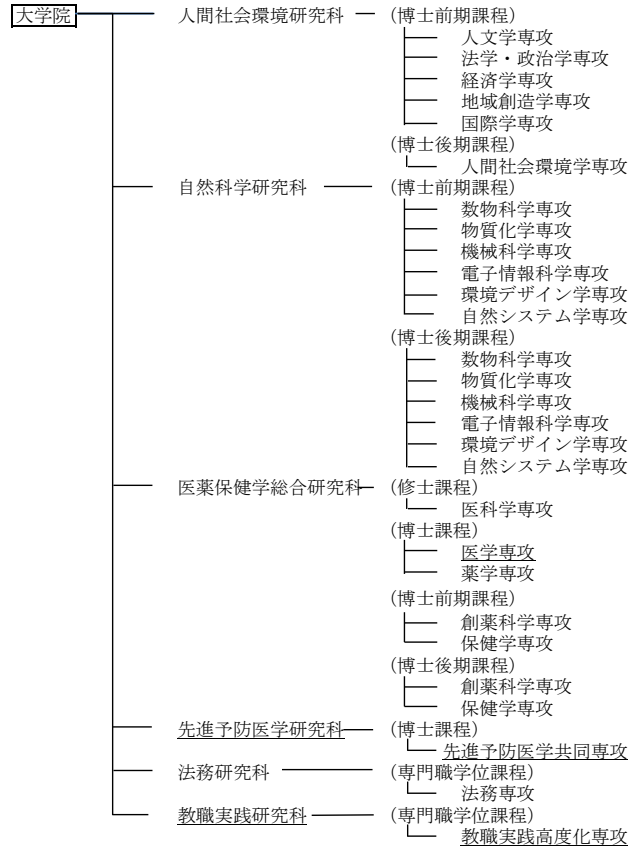 大学院 人間社会環境研究科 (博士前期課程)
人文学専攻
法学・政治学専攻
経済学専攻
地域創造学専攻
国際学専攻
(博士後期課程)
人間社会環境学専攻
自然科学研究科 (博士前期課程)
数物科学専攻
物質化学専攻
機械科学専攻
電子情報科学専攻
環境デザイン学専攻
自然システム学専攻
(博士後期課程)
数物科学専攻
物質化学専攻
機械科学専攻
電子情報科学専攻
環境デザイン学専攻
自然システム学専攻
医薬保健学総合研究科 (修士課程)
医科学専攻
(博士課程)
医学専攻
薬学専攻
(博士前期課程)
創薬科学専攻
保健学専攻
(博士後期課程)
創薬科学専攻
保健学専攻
先進予防医学研究科 (博士課程)
先進予防医学共同専攻
法務研究科 (専門職学位課程)
法務専攻
教職実践研究科 (専門職学位課程)
教職実践高度化専攻